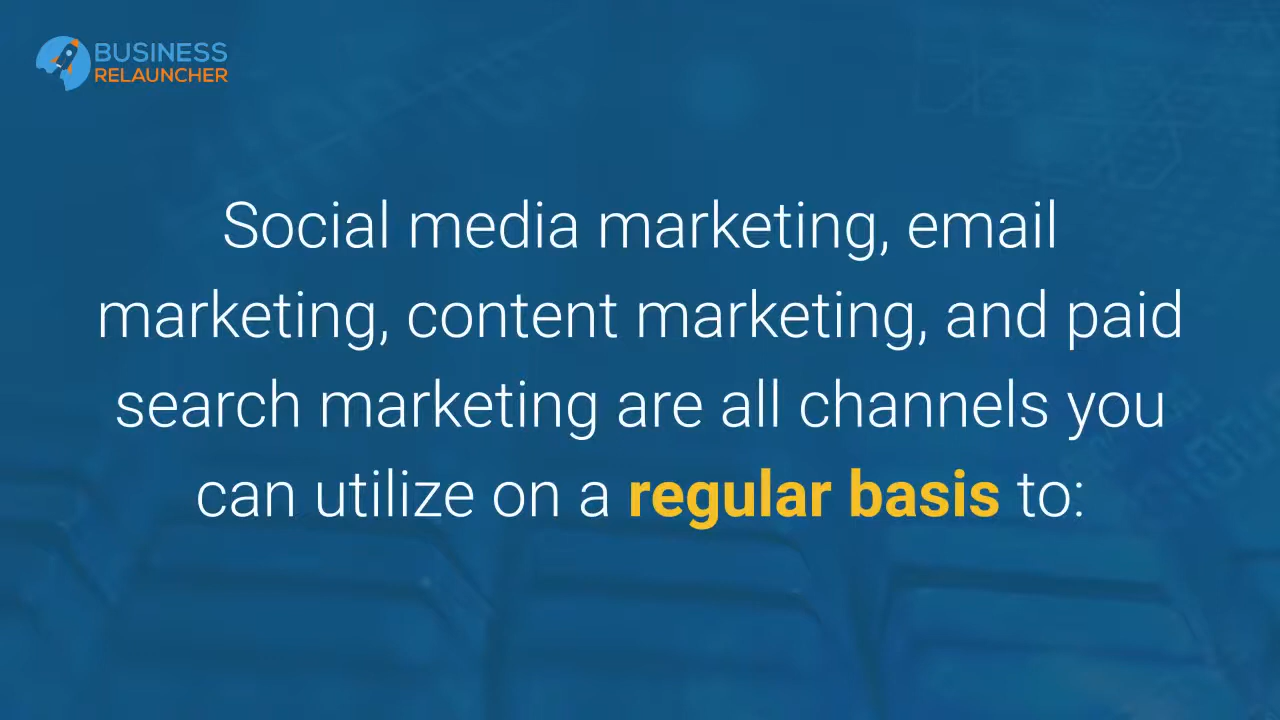 BUSINESS
RELAUNCHER
Social media marketing, email
marketing, content marketing, and paid
search marketing are all channels you
can utilize on a regular basis to: